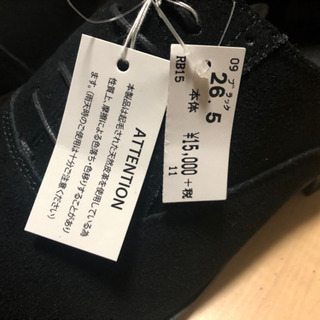 ATTENTION
本製品は起毛された天然皮革を使用している為
性質上、摩擦による色落ち・色移りすることがあり
ます。(雨天時のご使用は十分ご注意ください)
09 ブラック
26.5
RB15
本体
¥15,000+税
11